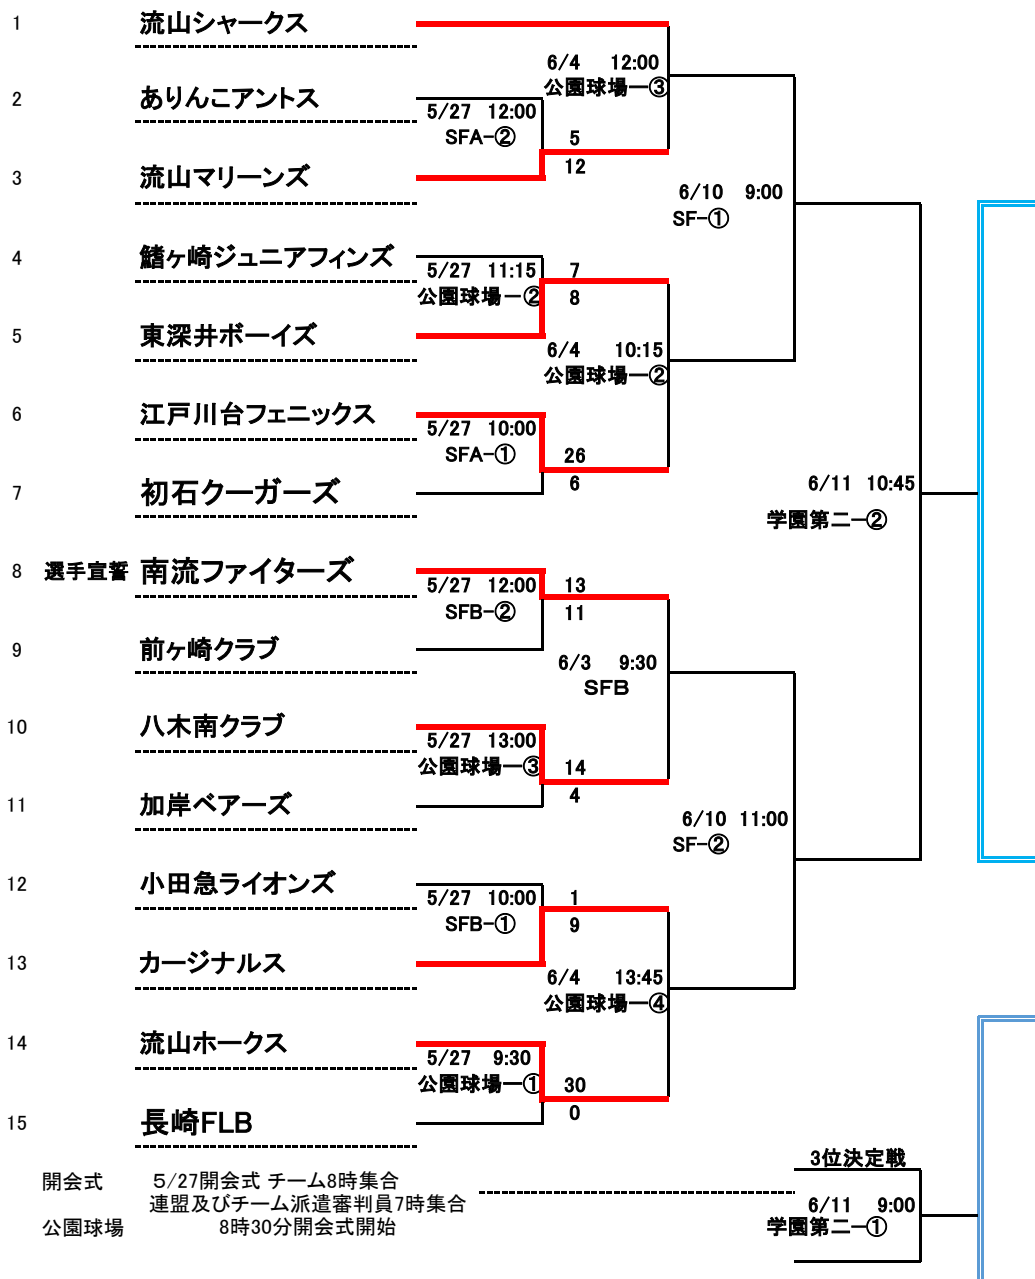 1 流山シャークス
6/4 12:00
公園球場ー③
2 ありんこアントス
5/27 12:00
SFA-②
5
12
3 流山マリーンズ
6/10 9:00
SF-①
4 鰭ヶ崎ジュニアフィンズ
5/27 11:15
公園球場ー②
7
8
5 東深井ボーイズ
6/4 10:15
公園球場ー②
6 江戸川台フェニックス
5/27 10:00
SFA-①
26
6
7 初石クーガーズ
6/11 10:45
学園第二ー②
8 選手宣誓 南流ファイターズ
5/27 12:00
SFB-②
13
11
9 前ヶ崎クラブ
6/3 9:30
SFB
10 八木南クラブ
5/27 13:00
公園球場ー③
14
4
11 加岸ベアーズ
6/10 11:00
SF-②
12 小田急ライオンズ
5/27 10:00
SFB-①
1
9
13 カージナルス
6/4 13:45
公園球場ー④
14 流山ホークス
5/27 9:30
公園球場ー①
30
0
15 長崎FLB
3位決定戦
6/11 9:00
学園第二ー①
開会式 5/27開会式 チーム8時集合
連盟及びチーム派遣審判員7時集合
公園球場 8時30分開会式開始